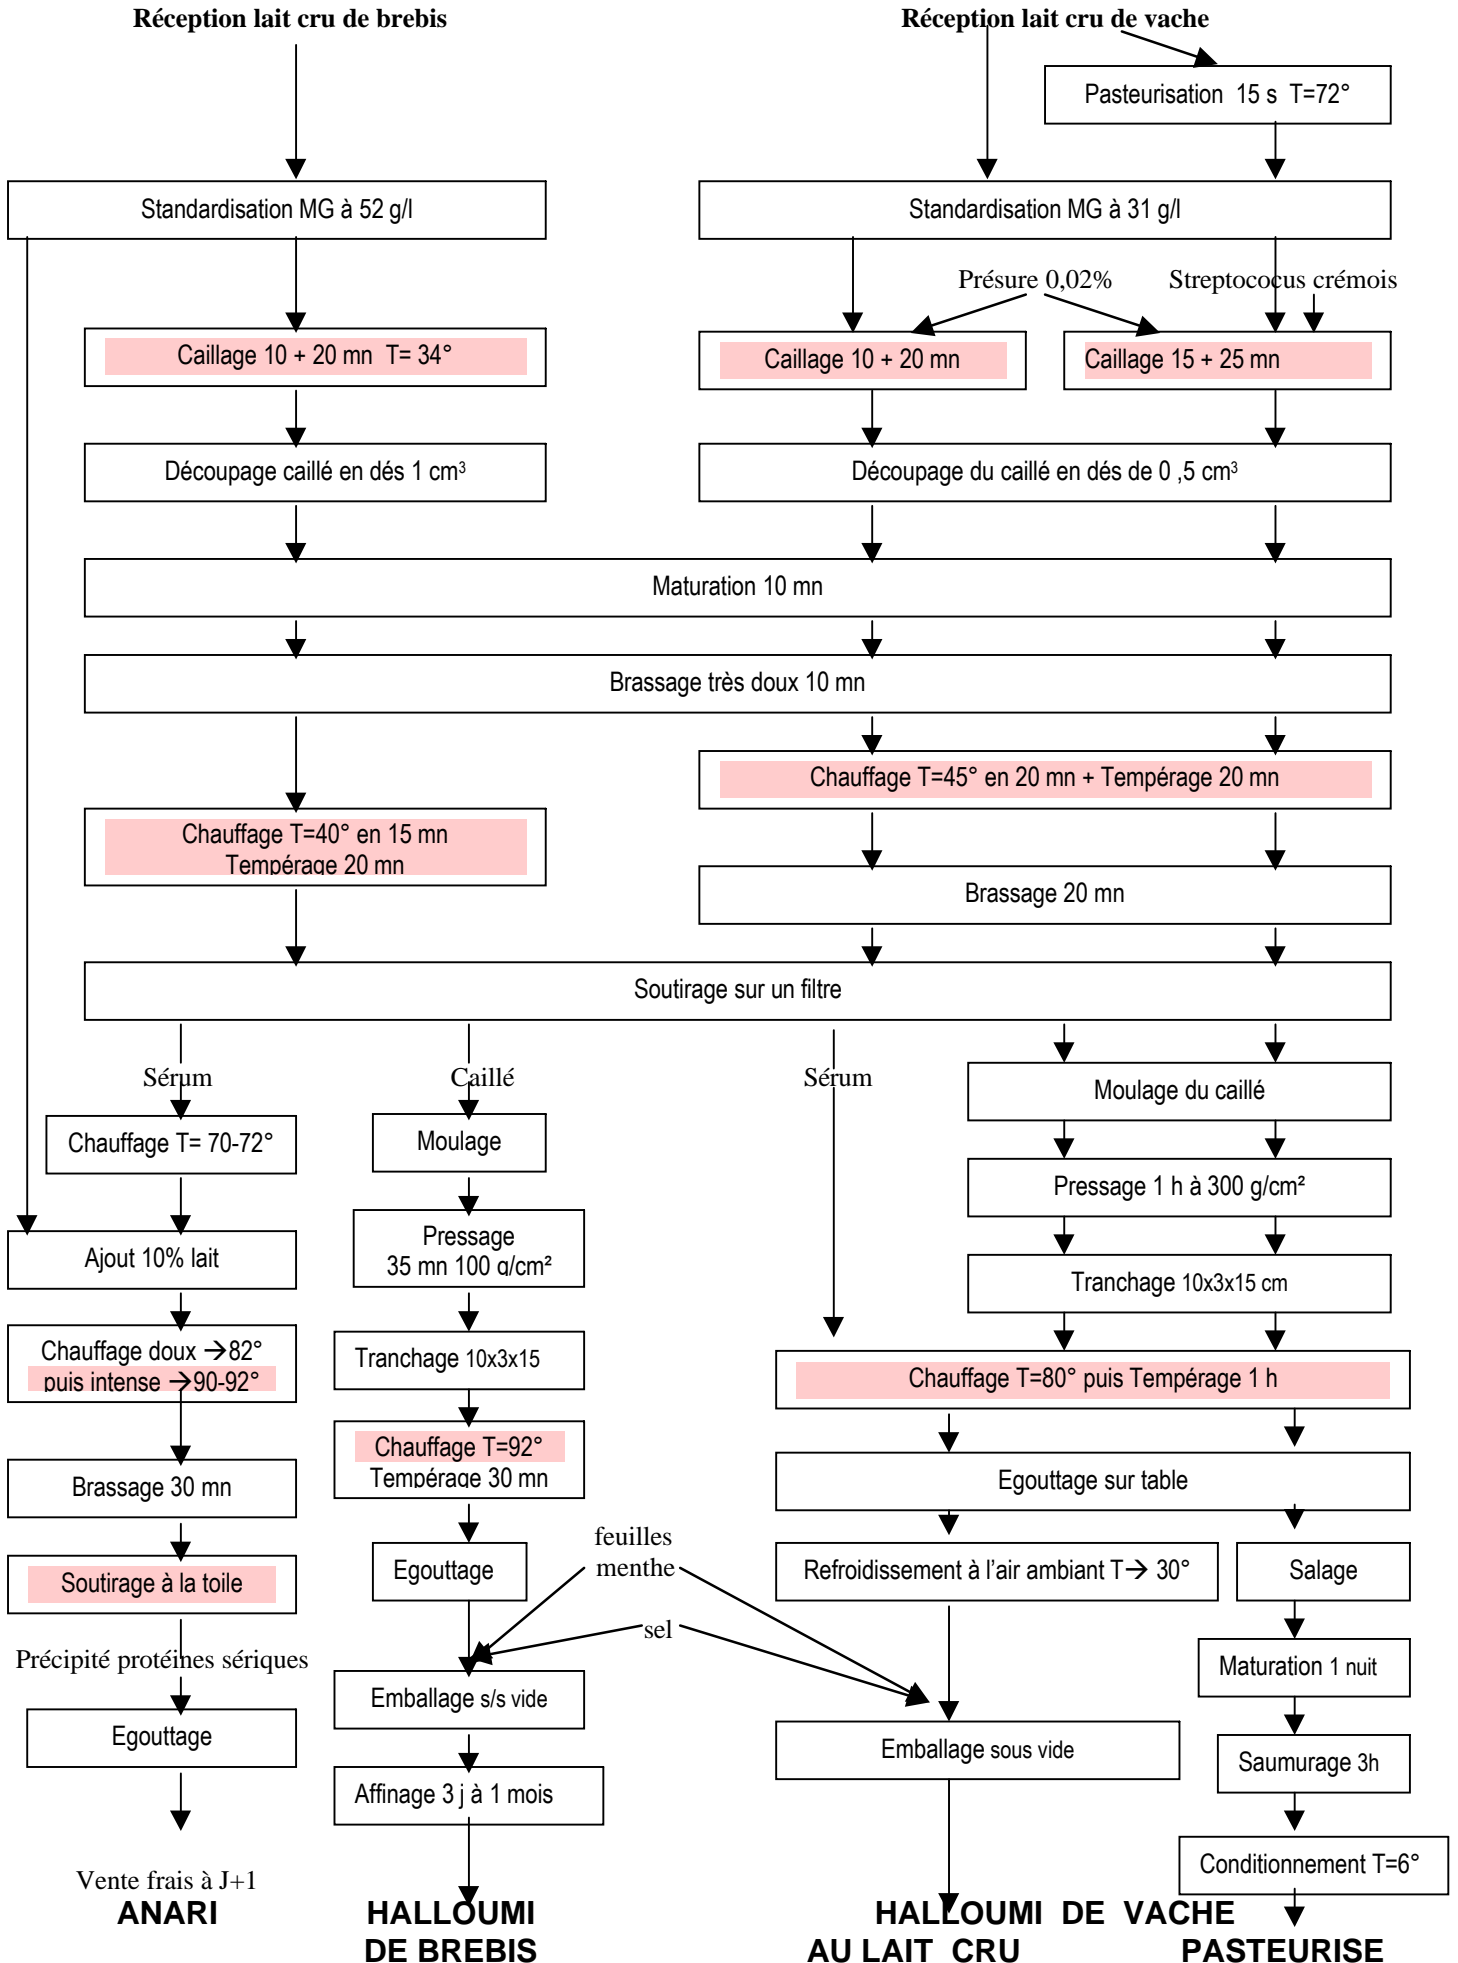 Réception lait cru de brebis
Réception lait cru de vache
Pasteurisation 15 s T=72°
Standardisation MG à 52 g/l
Standardisation MG à 31 g/l
Présure 0,02%
Streptococus crémois
Caillage 10 + 20 mn T= 34°
Caillage 10 + 20 mn
Caillage 15 + 25 mn
Découpage caillé en dés 1 cm³
Découpage du caillé en dés de 0 ,5 cm³
Maturation 10 mn
Brassage très doux 10 mn
Chauffage T=45° en 20 mn + Tempérage 20 mn
Chauffage T=40° en 15 mn
Tempérage 20 mn
Brassage 20 mn
Soutirage sur un filtre
Sérum
Caillé
Sérum
Moulage du caillé
Chauffage T= 70-72°
Moulage
Pressage 1 h à 300 g/cm²
Ajout 10% lait
Pressage
35 mn 100 g/cm²
Tranchage 10x3x15 cm
Chauffage doux →82°
puis intense →90-92°
Tranchage 10x3x15
Chauffage T=80° puis Tempérage 1 h
Chauffage T=92°
Tempérage 30 mn
Brassage 30 mn
Egouttage sur table
feuilles
menthe
Soutirage à la toile
Egouttage
Refroidissement à l’air ambiant T→ 30°
Salage
sel
Précipité protéines sériques
Emballage s/s vide
Maturation 1 nuit
Egouttage
Emballage sous vide
Saumurage 3h
Affinage 3 j à 1 mois
Conditionnement T=6°
Vente frais à J+1
ANARI
HALLOUMI
DE BREBIS
HALLOUMI DE VACHE
AU LAIT CRU
PASTEURISE